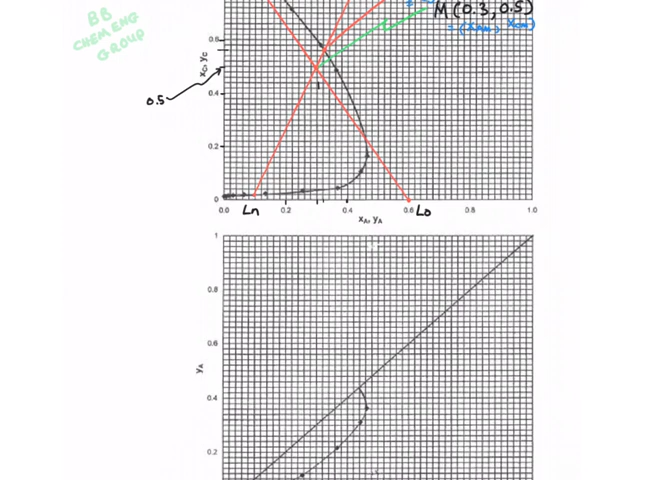 BB
CHEM ENG
GROUP
M (0.3, 0.5)
= (xAM, xCM)
0.6
xC, yC
0.5
0.4
0.2
0
0.0 0.2 0.4 0.6 0.8 1.0
Ln
xA, yA
Lo
1
0.8
0.6
yA
0.4
0.2